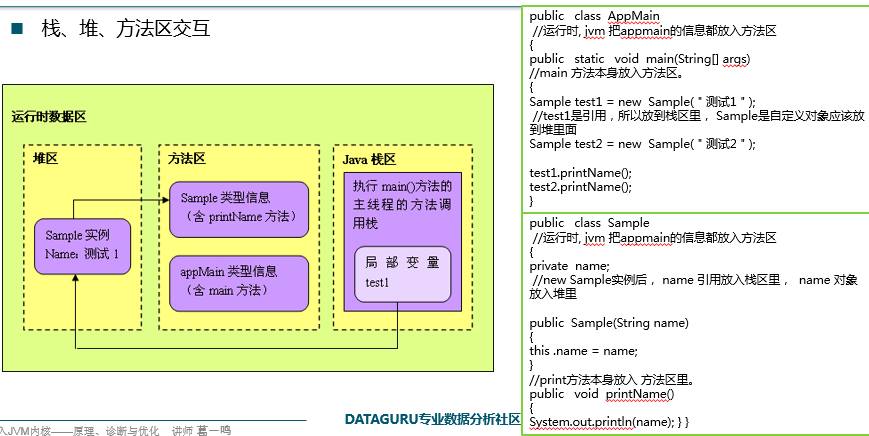 栈、堆、方法区交互
运行时数据区
堆区
Sample 实例
Name：测试 1
方法区
Sample 类型信息
（含 printName 方法）
appMain 类型信息
（含 main 方法）
Java 栈区
执行 main()方法的
主线程的方法调
用栈
局 部 变 量
test1
public class AppMain
//运行时, jvm 把appmain的信息都放入方法区
{
public static void main(String[] args)
//main 方法本身放入方法区。
{
Sample test1 = new Sample( " 测试1 " );
//test1是引用，所以放到栈区里， Sample是自定义对象应该放
到堆里面
Sample test2 = new Sample( " 测试2 " );
test1.printName();
test2.printName();
}
public class Sample
//运行时, jvm 把appmain的信息都放入方法区
{
private name;
//new Sample实例后， name 引用放入栈区里， name 对象
放入堆里
public Sample(String name)
{
this .name = name;
}
//print方法本身放入 方法区里。
public void printName()
{
System.out.println(name); } }
DATAGURU专业数据分析社区
入JVM内核——原理、诊断与优化 讲师 葛一鸣